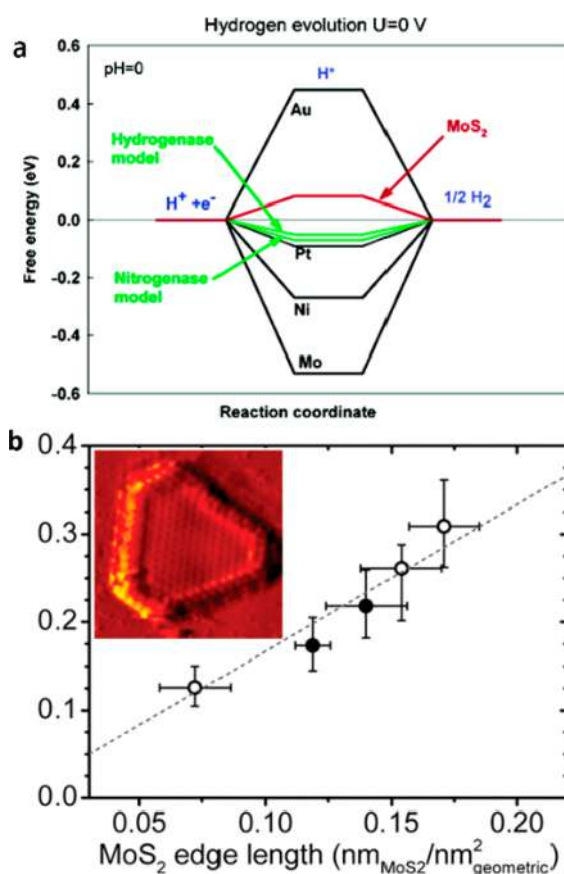 Hydrogen evolution U=0 V
a
0.6
pH=0
H*
Au
0.4
MoS2
Hydrogenase
model
0.2
H+ +e-
1/2 H2
0.0
Pt
Nitrogenase
model
-0.2
Ni
-0.4
Mo
-0.6
Free energy (eV)
Reaction coordinate
b
0.4
0.3
0.2
0.1
0.0
0.05 0.10 0.15 0.20
MoS2 edge length (nmMoS2/nm2geometric)